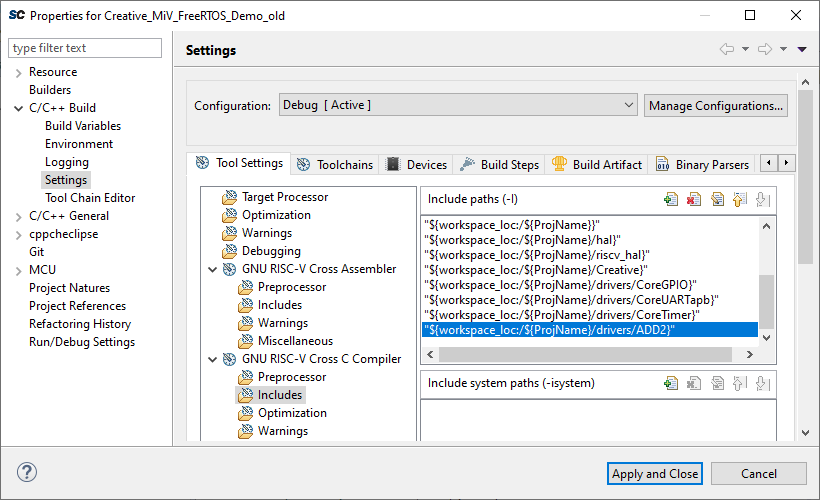 SC Properties for Creative_MiV_FreeRTOS_Demo_old
type filter text
Resource
Builders
C/C++ Build
Build Variables
Environment
Logging
Settings
Tool Chain Editor
C/C++ General
cppcheclipse
Git
MCU
Project Natures
Project References
Refactoring History
Run/Debug Settings
Settings
Configuration: Debug [ Active ] Manage Configurations...
Tool Settings Toolchains Devices Build Steps Build Artifact Binary Parsers
Target Processor
Optimization
Warnings
Debugging
GNU RISC-V Cross Assembler
Preprocessor
Includes
Warnings
Miscellaneous
GNU RISC-V Cross C Compiler
Preprocessor
Includes
Optimization
Warnings
Include paths (-I)
"${workspace_loc:/${ProjName}}"
"${workspace_loc:/${ProjName}/hal}"
"${workspace_loc:/${ProjName}/riscv_hal}"
"${workspace_loc:/${ProjName}/Creative}"
"${workspace_loc:/${ProjName}/drivers/CoreGPIO}"
"${workspace_loc:/${ProjName}/drivers/CoreUARTapb}"
"${workspace_loc:/${ProjName}/drivers/CoreTimer}"
"${workspace_loc:/${ProjName}/drivers/ADD2}"
Include system paths (-isystem)
?
Apply and Close Cancel